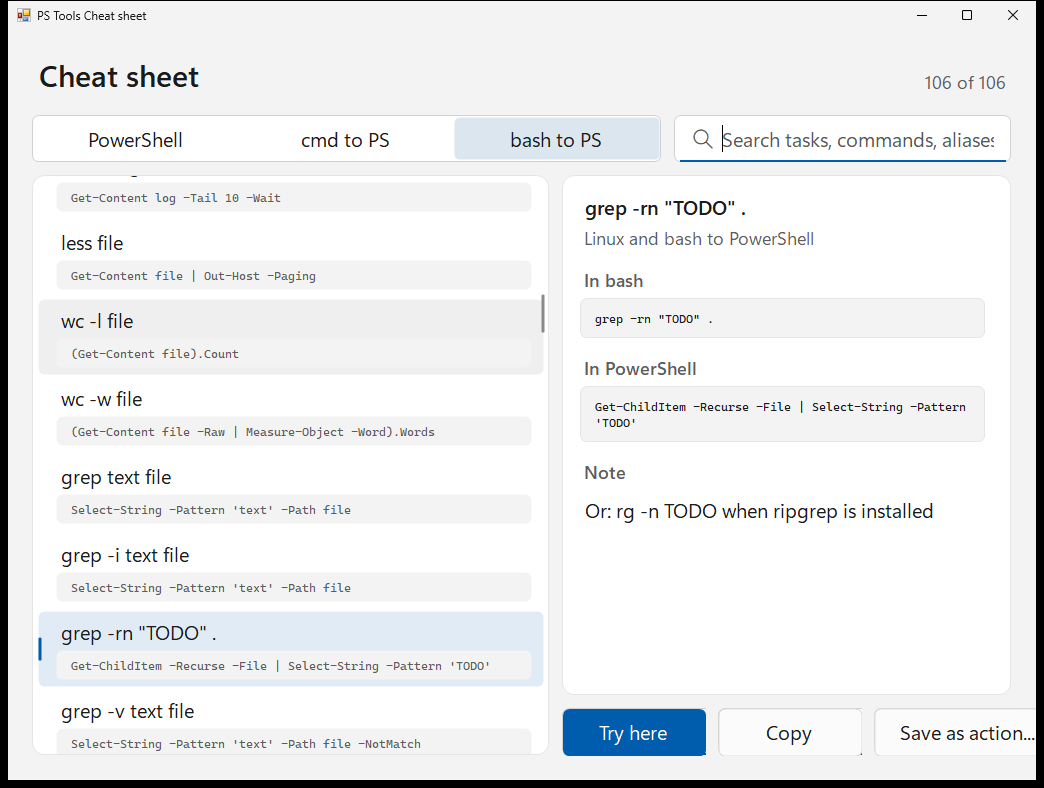 PS Tools Cheat sheet
Cheat sheet
106 of 106
PowerShell
cmd to PS
bash to PS
Search tasks, commands, aliases
Get-Content log -Tail 10 -Wait
less file
Get-Content file | Out-Host -Paging
wc -l file
(Get-Content file).Count
wc -w file
(Get-Content file -Raw | Measure-Object -Word).Words
grep text file
Select-String -Pattern 'text' -Path file
grep -i text file
Select-String -Pattern 'text' -Path file
grep -rn "TODO" .
Get-ChildItem -Recurse -File | Select-String -Pattern 'TODO'
grep -v text file
Select-String -Pattern 'text' -Path file -NotMatch
grep -rn "TODO" .
Linux and bash to PowerShell
In bash
grep -rn "TODO" .
In PowerShell
Get-ChildItem -Recurse -File | Select-String -Pattern
'TODO'
Note
Or: rg -n TODO when ripgrep is installed
Try here
Copy
Save as action...